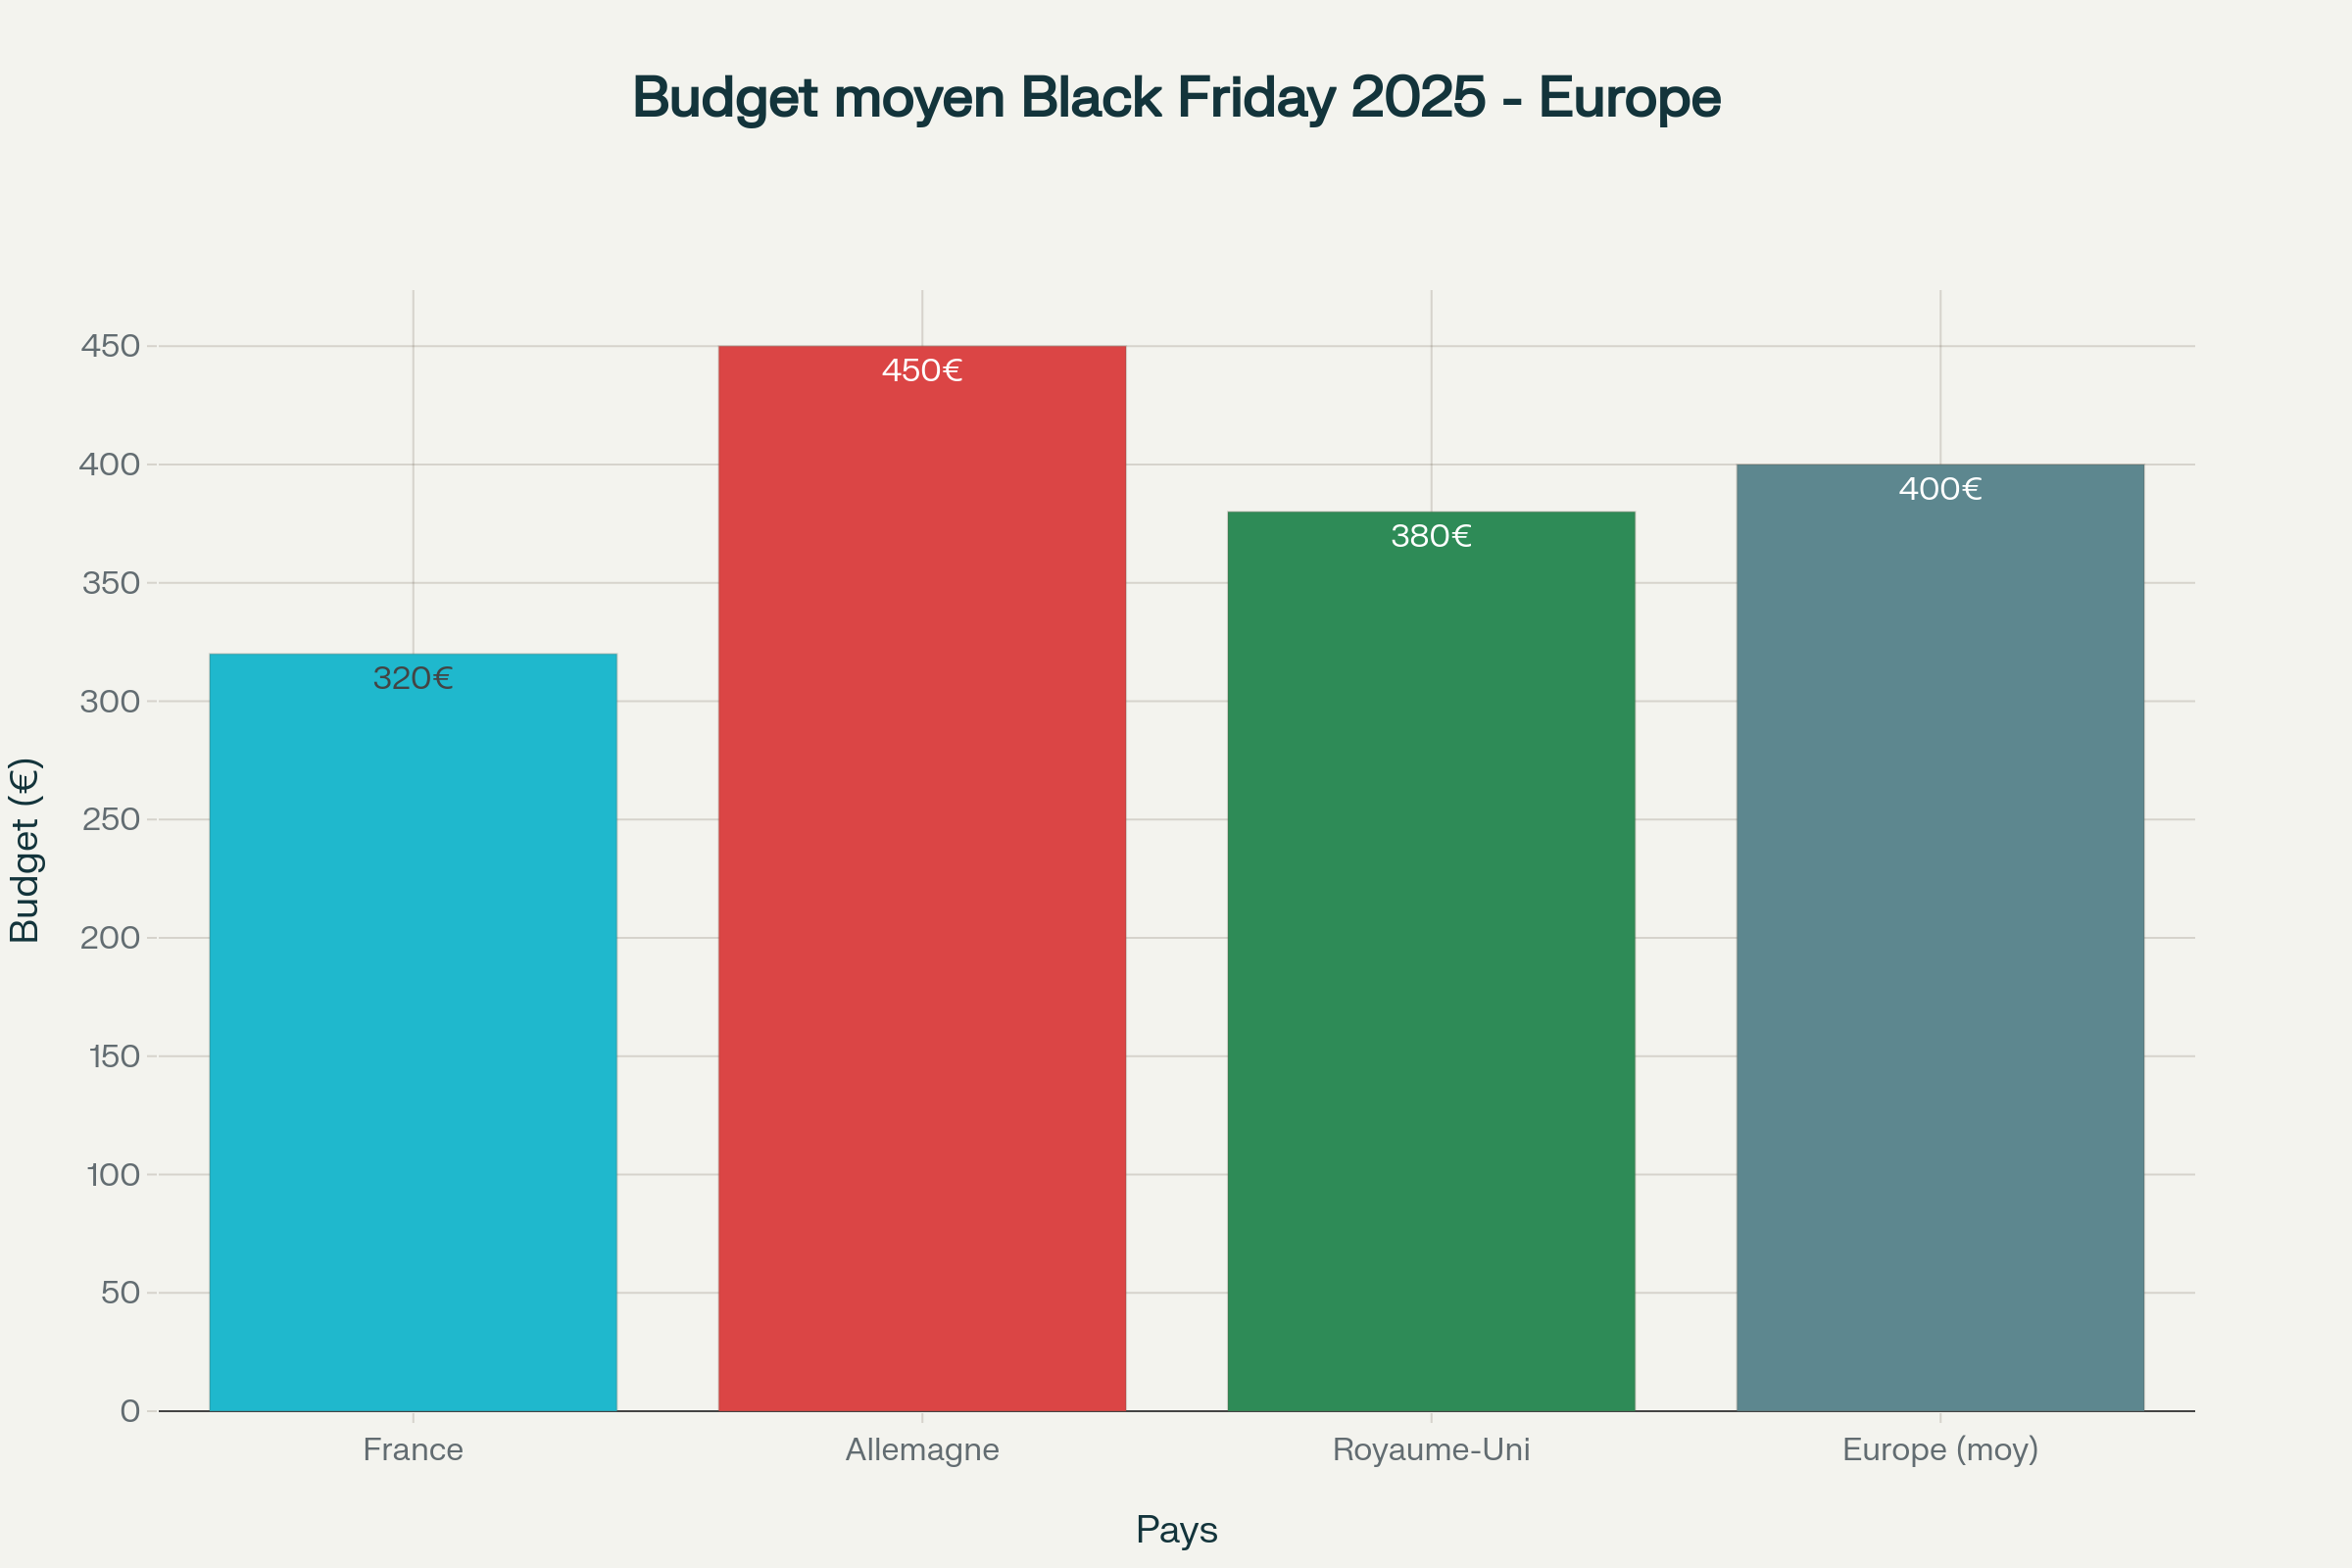 Budget moyen Black Friday 2025 - Europe
Budget (€)
450
400
350
300
250
200
150
100
50
0
320€
450€
380€
400€
France
Allemagne
Royaume-Uni
Europe (moy)
Pays